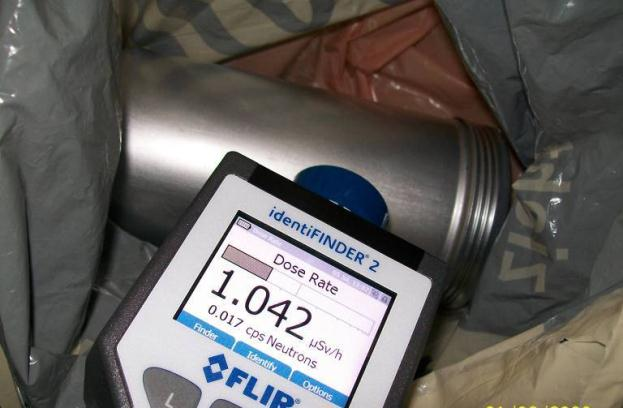 identiFINDER® 2
Dose Rate
1.042 µSv/h
0.017 cps Neutrons
Finder
Identify
Options
FLIR
L